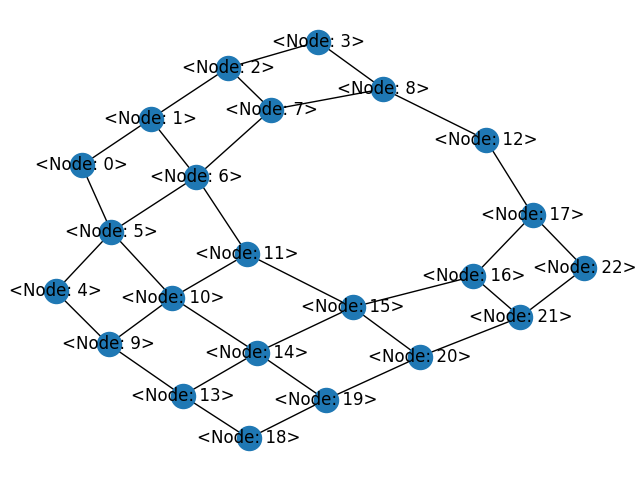 <Node: 3>
<Node: 2>
<Node: 8>
<Node: 7>
<Node: 1>
<Node: 12>
<Node: 0>
<Node: 6>
<Node: 17>
<Node: 5>
<Node: 11>
<Node: 22>
<Node: 16>
<Node: 4>
<Node: 10>
<Node: 15>
<Node: 21>
<Node: 9>
<Node: 14>
<Node: 20>
<Node: 13>
<Node: 19>
<Node: 18>